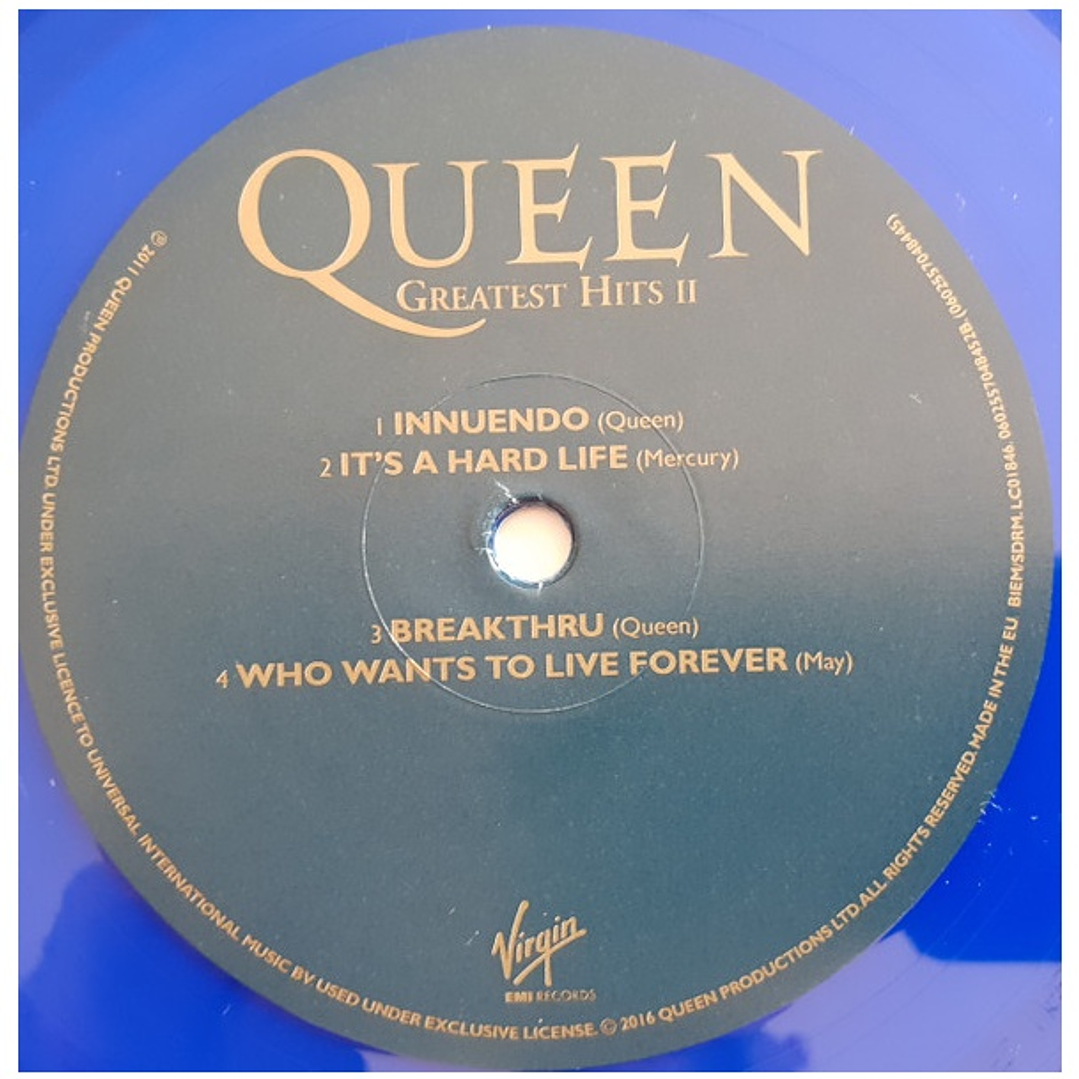 QUEEN
GREATEST HITS II
1 INNUENDO (Queen)
2 IT'S A HARD LIFE (Mercury)
3 BREAKTHRU (Queen)
4 WHO WANTS TO LIVE FOREVER (May)
Virgin
EMI RECORDS
℗ 2011 QUEEN PRODUCTIONS LTD. UNDER EXCLUSIVE LICENCE TO UNIVERSAL INTERNATIONAL MUSIC BV USED UNDER EXCLUSIVE LICENSE. © 2016 QUEEN PRODUCTIONS LTD. ALL RIGHTS RESERVED. MADE IN THE EU BIEM/SDRM. LC01846. 0602557048452B. (0602557048445)